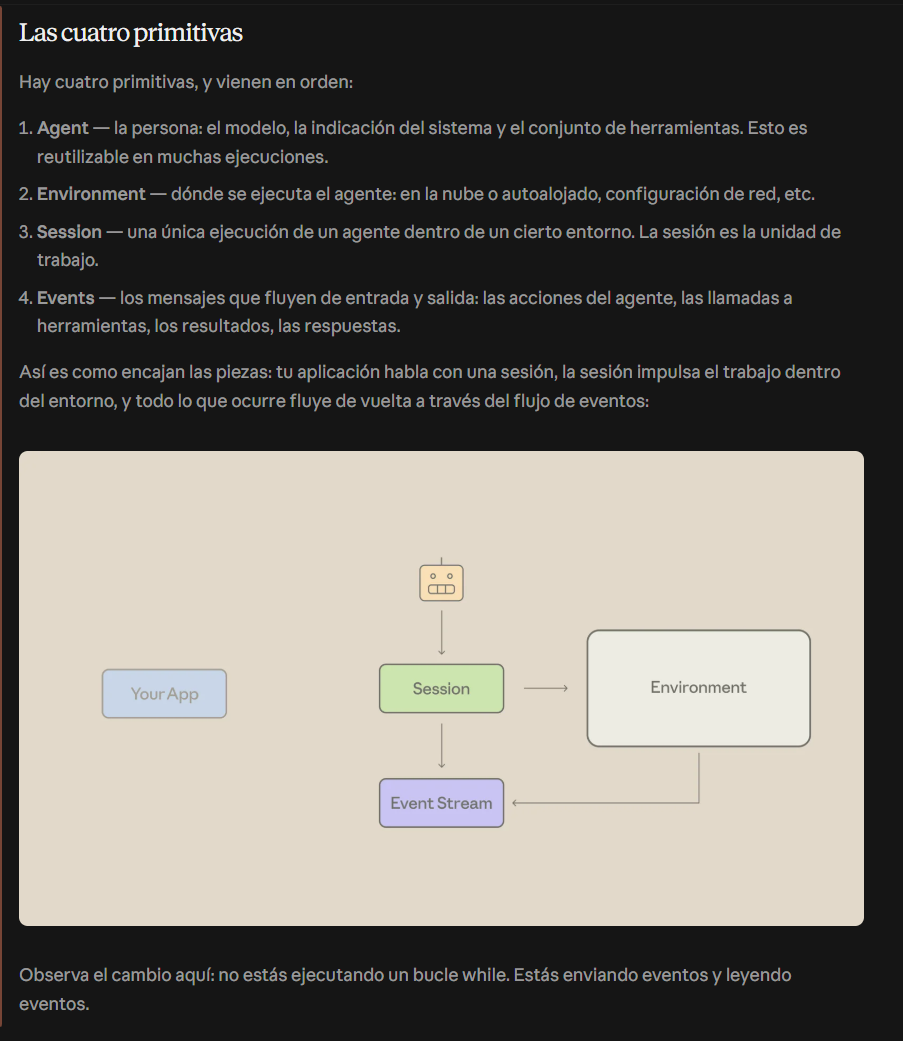 Las cuatro primitivas
Hay cuatro primitivas, y vienen en orden:
1. Agent — la persona: el modelo, la indicación del sistema y el conjunto de herramientas. Esto es
reutilizable en muchas ejecuciones.
2. Environment — dónde se ejecuta el agente: en la nube o autoalojado, configuración de red, etc.
3. Session — una única ejecución de un agente dentro de un cierto entorno. La sesión es la unidad de
trabajo.
4. Events — los mensajes que fluyen de entrada y salida: las acciones del agente, las llamadas a
herramientas, los resultados, las respuestas.
Así es como encajan las piezas: tu aplicación habla con una sesión, la sesión impulsa el trabajo dentro
del entorno, y todo lo que ocurre fluye de vuelta a través del flujo de eventos:
Your App
Session
Environment
Event Stream
Observa el cambio aquí: no estás ejecutando un bucle while. Estás enviando eventos y leyendo
eventos.